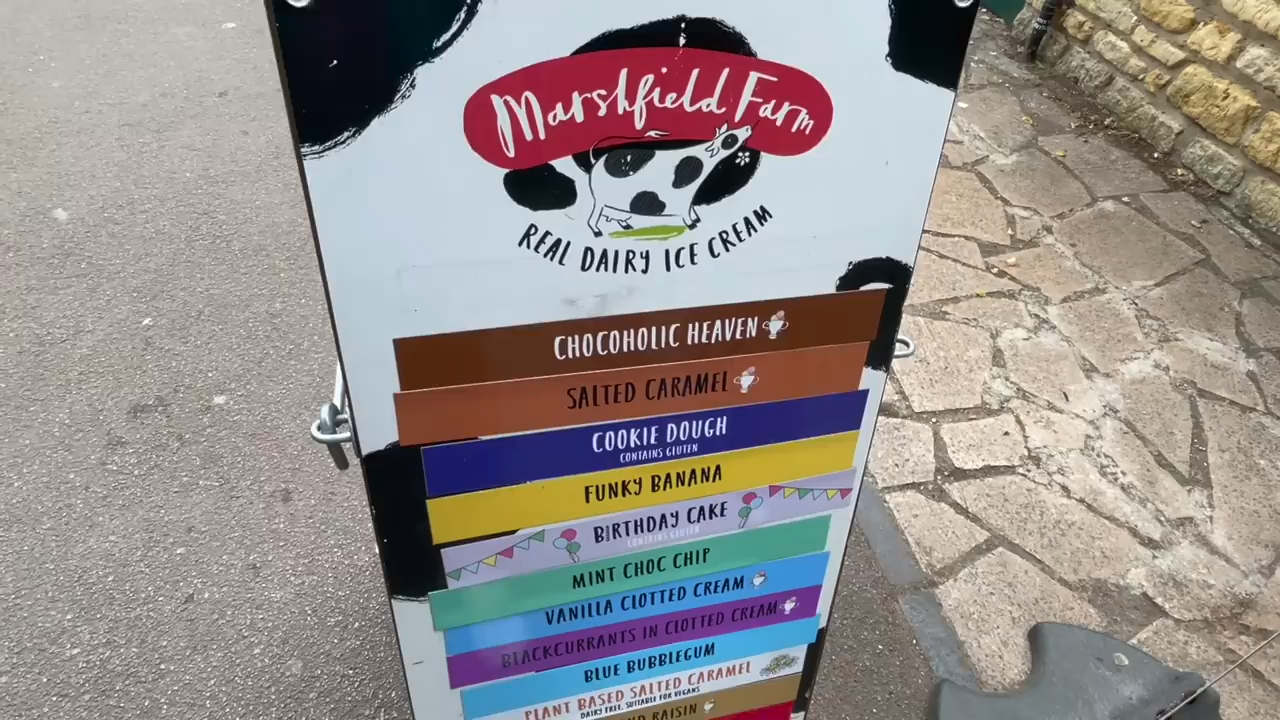 Marshfield Farm
REAL DAIRY ICE CREAM
CHOCOHOLIC HEAVEN
SALTED CARAMEL
COOKIE DOUGH
CONTAINS GLUTEN
FUNKY BANANA
BIRTHDAY CAKE
CONTAINS GLUTEN
MINT CHOC CHIP
VANILLA CLOTTED CREAM
BLACKCURRANTS IN CLOTTED CREAM
BLUE BUBBLEGUM
PLANT BASED SALTED CARAMEL
DAIRY FREE, SUITABLE FOR VEGANS
RAISIN